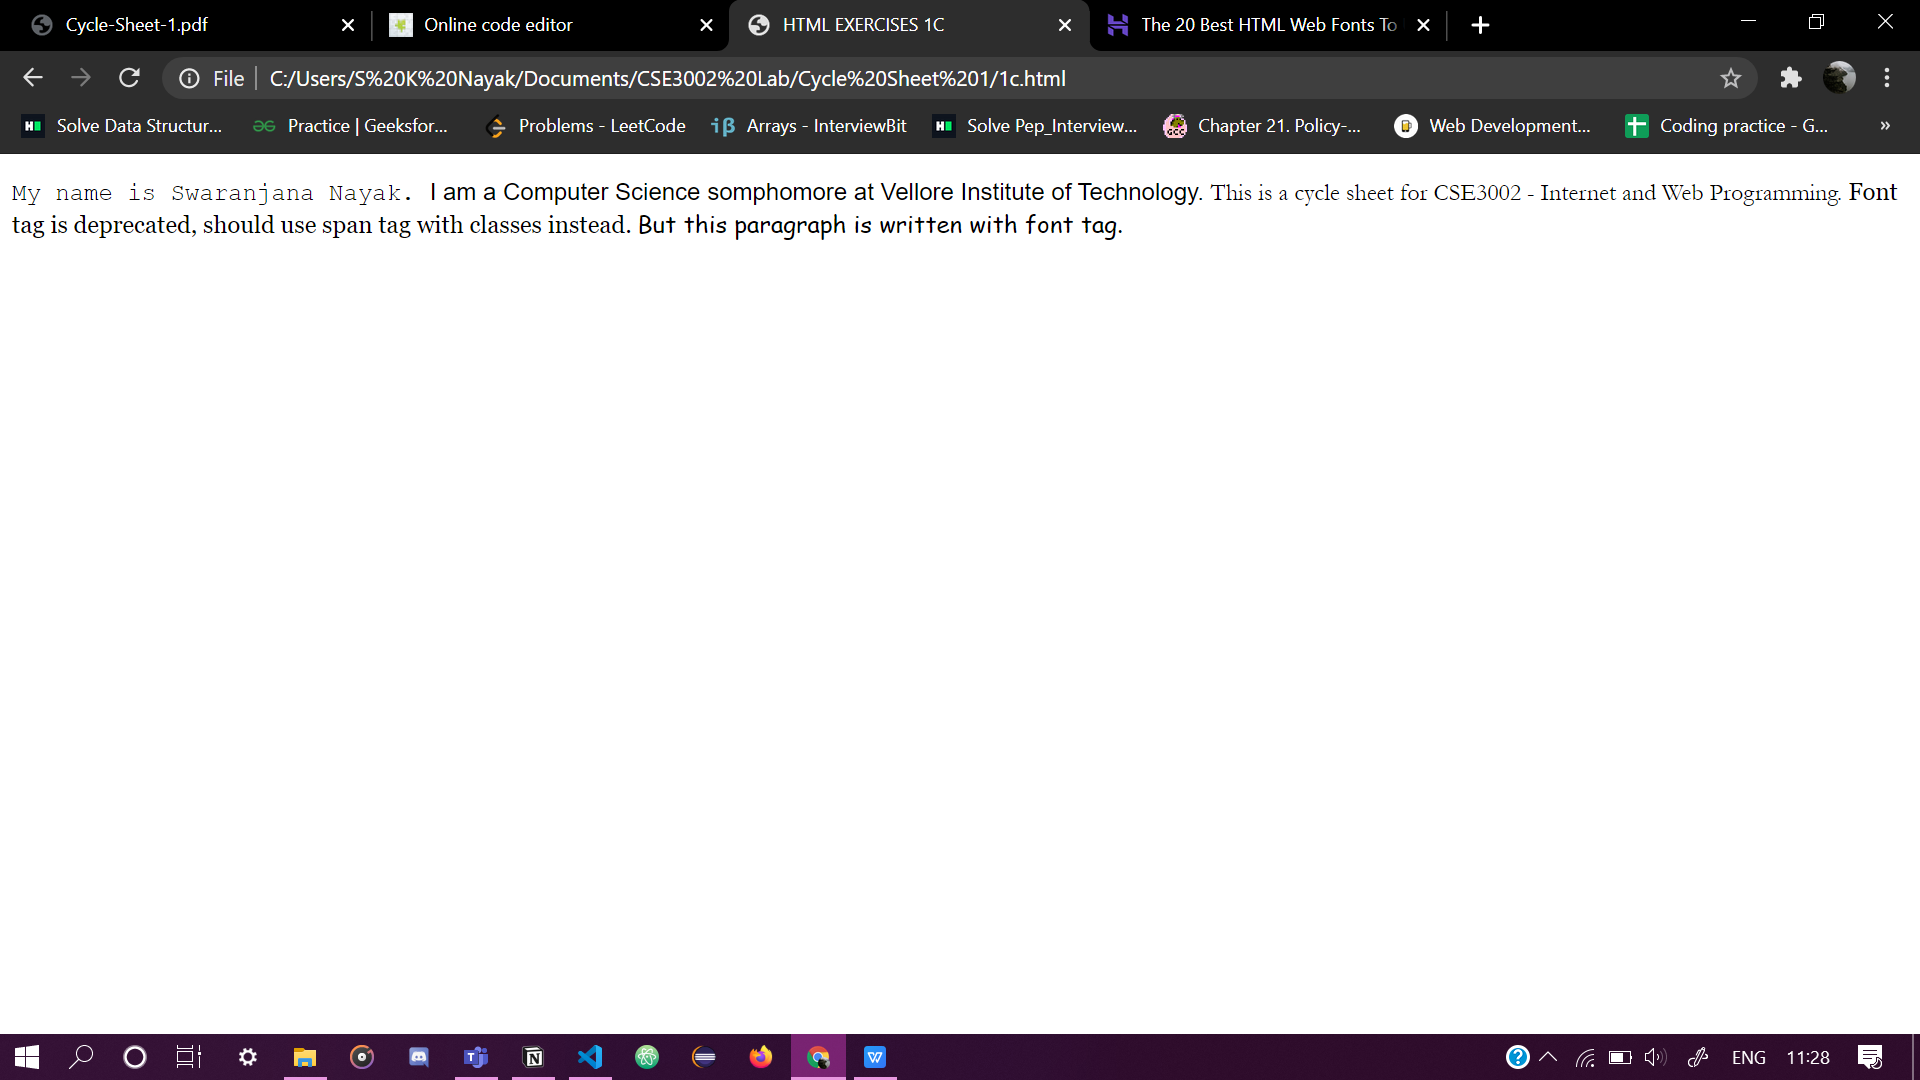 Cycle-Sheet-1.pdf
Online code editor
HTML EXERCISES 1C
The 20 Best HTML Web Fonts To
File
C:/Users/S%20K%20Nayak/Documents/CSE3002%20Lab/Cycle%20Sheet%201/1c.html
Solve Data Structur...
Practice | Geeksfor...
Problems - LeetCode
iβ Arrays - InterviewBit
Solve Pep_Interview...
Chapter 21. Policy-...
Web Development...
Coding practice - G...
»
My name is Swaranjana Nayak. I am a Computer Science somphomore at Vellore Institute of Technology. This is a cycle sheet for CSE3002 - Internet and Web Programming. Font
tag is deprecated, should use span tag with classes instead. But this paragraph is written with font tag.
ENG 11:28